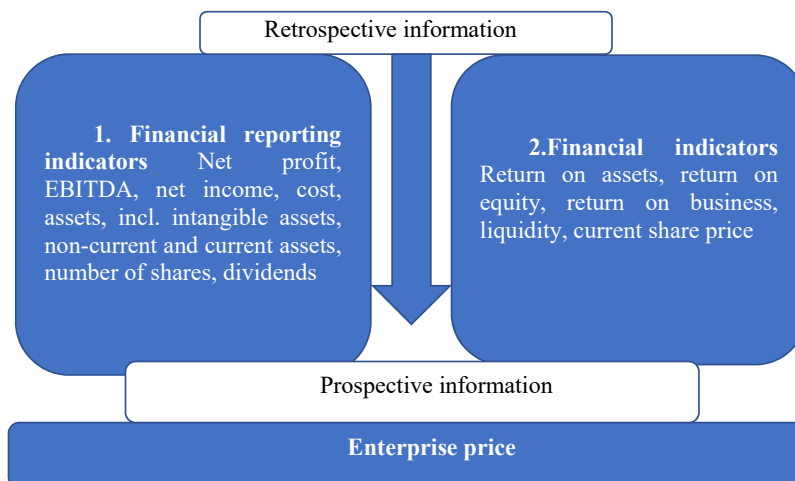 Retrospective information
1. Financial reporting
indicators Net profit,
EBITDA, net income, cost,
assets, incl. intangible assets,
non-current and current assets,
number of shares, dividends
2.Financial indicators
Return on assets, return on
equity, return on business,
liquidity, current share price
Prospective information
Enterprise price